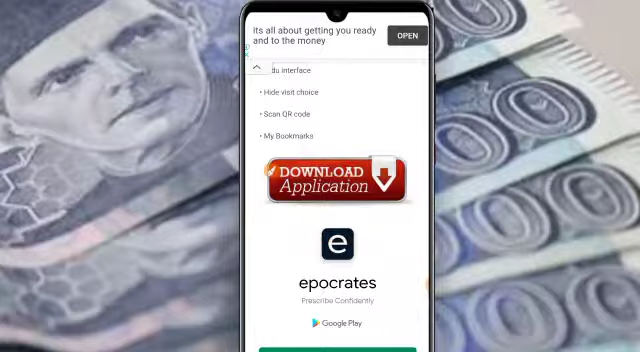 its all about getting you ready
and to the money
OPEN
du interface
• Hide visit choice
• Scan QR code
• My Bookmarks
DOWNLOAD
Application
e
epocrates
Prescribe Confidently
Google Play